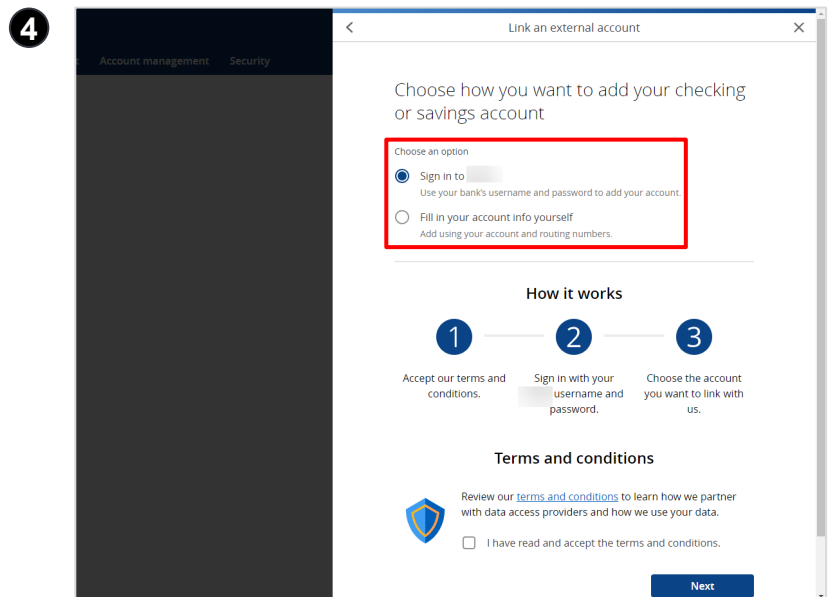 4
Link an external account
t Account management Security
Choose how you want to add your checking
or savings account
Choose an option
Sign in to
Use your bank's username and password to add your account.
Fill in your account info yourself
Add using your account and routing numbers.
How it works
1 2 3
Accept our terms and Sign in with your Choose the account
conditions. username and you want to link with
password. us.
Terms and conditions
Review our terms and conditions to learn how we partner
with data access providers and how we use your data.
I have read and accept the terms and conditions.
Next